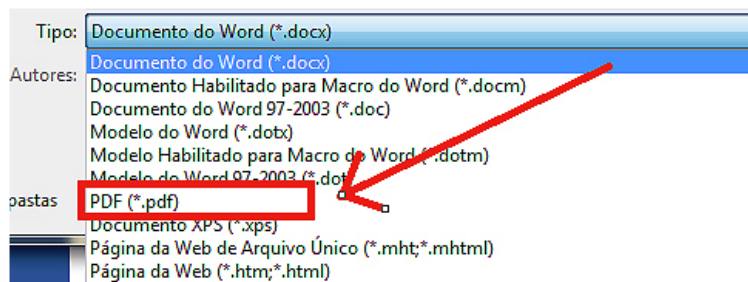 Tipo: Documento do Word (*.docx)
Documento do Word (*.docx)
Autores:
Documento Habilitado para Macro do Word (*.docm)
Documento do Word 97-2003 (*.doc)
Modelo do Word (*.dotx)
Modelo Habilitado para Macro do Word (*.dotm)
Modelo do Word 97-2003 (*.dot)
pastas PDF (*.pdf)
Documento XPS (*.xps)
Página da Web de Arquivo Único (*.mht;*.mhtml)
Página da Web (*.htm;*.html)